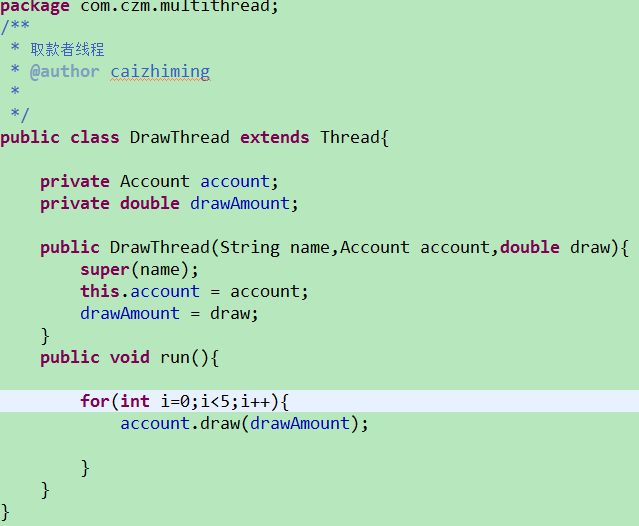 package com.czm.multithread;
/**
 * 取款者线程
 * @author caizhiming
 *
 */
public class DrawThread extends Thread{
    private Account account;
    private double drawAmount;
    public DrawThread(String name,Account account,double draw){
        super(name);
        this.account = account;
        drawAmount = draw;
    }
    public void run(){
        for(int i=0;i<5;i++){
            account.draw(drawAmount);
        }
    }
}